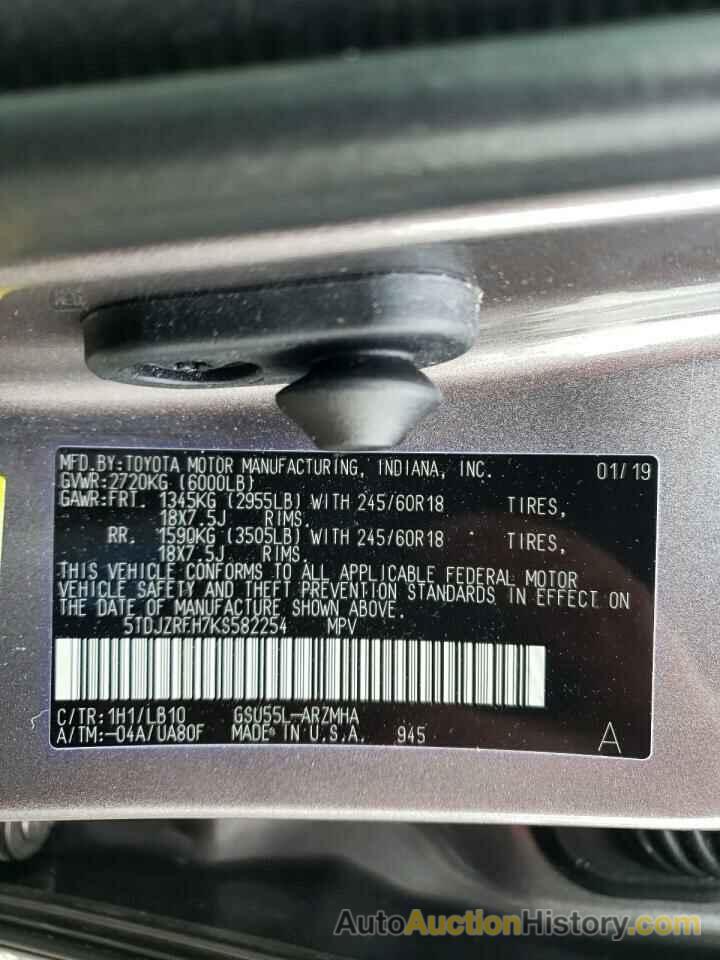 MFD.BY:TOYOTA MOTOR MANUFACTURING, INDIANA, INC. 01/19
GVWR:2720KG (6000LB)
GAWR:FRT. 1345KG (2955LB) WITH 245/60R18 TIRES,
18X7.5J RIMS.
RR. 1590KG (3505LB) WITH 245/60R18 TIRES,
18X7.5J RIMS.
THIS VEHICLE CONFORMS TO ALL APPLICABLE FEDERAL MOTOR
VEHICLE SAFETY AND THEFT PREVENTION STANDARDS IN EFFECT ON
THE DATE OF MANUFACTURE SHOWN ABOVE.
5TDJZRFH7KS582254 MPV
C/TR:1H1/LB10 GSU55L-ARZMHA
A/TM:-04A/UA80F MADE IN U.S.A. 945 A
AutoAuctionHistory.com